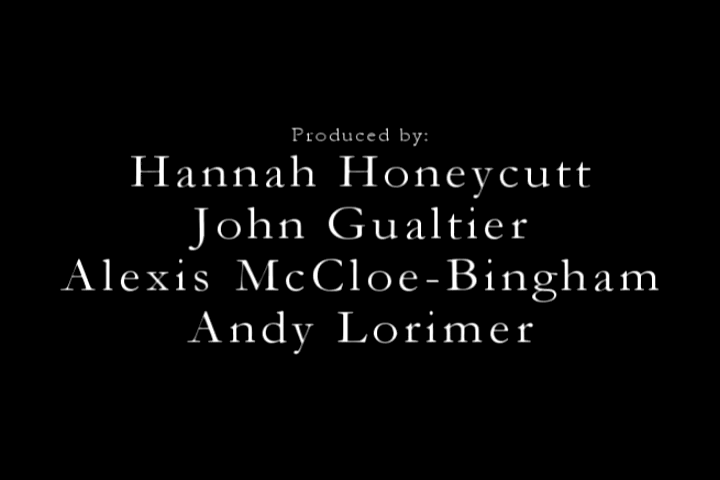 Produced by:
Hannah Honeycutt
John Gualtier
Alexis McCloe-Bingham
Andy Lorimer